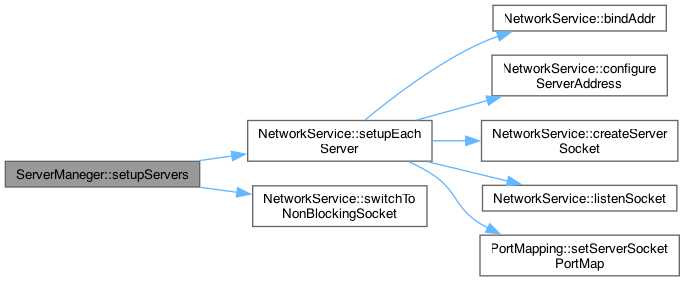 NetworkService::bindAddr
NetworkService::configure
ServerAddress
NetworkService::setupEach
Server
NetworkService::createServer
Socket
ServerManeger::setupServers
NetworkService::switchTo
NonBlockingSocket
NetworkService::listenSocket
PortMapping::setServerSocket
PortMap